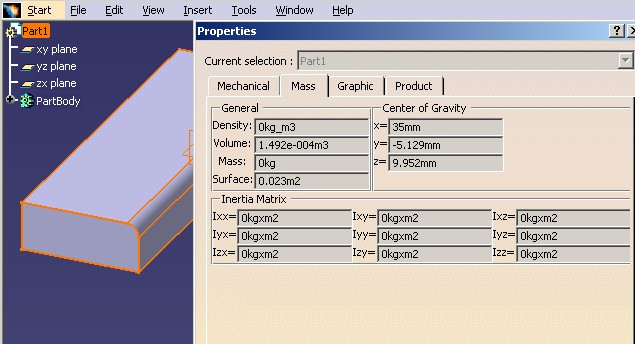 Start File Edit View Insert Tools Window Help
Part1
xy plane
yz plane
zx plane
PartBody
Properties
Current selection : Part1
Mechanical Mass Graphic Product
General
Density: 0kg_m3
Volume: 1.492e-004m3
Mass: 0kg
Surface: 0.023m2
Center of Gravity
x= 35mm
y= -5.129mm
z= 9.952mm
Inertia Matrix
Ixx= 0kgxm2 Ixy= 0kgxm2 Ixz= 0kgxm2
Iyx= 0kgxm2 Iyy= 0kgxm2 Iyz= 0kgxm2
Izx= 0kgxm2 Izy= 0kgxm2 Izz= 0kgxm2